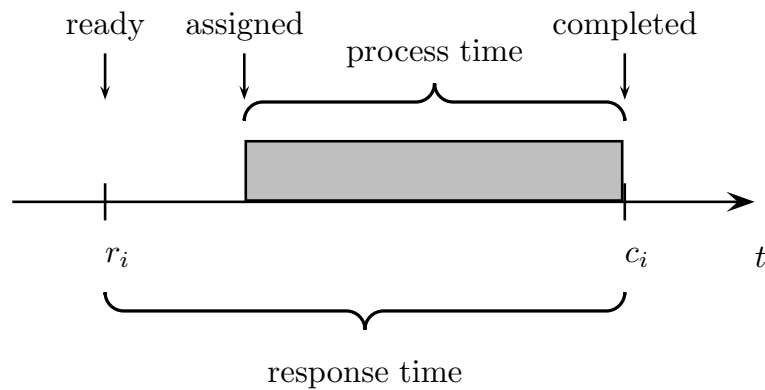 ready assigned completed
process time
r_i c_i t
response time